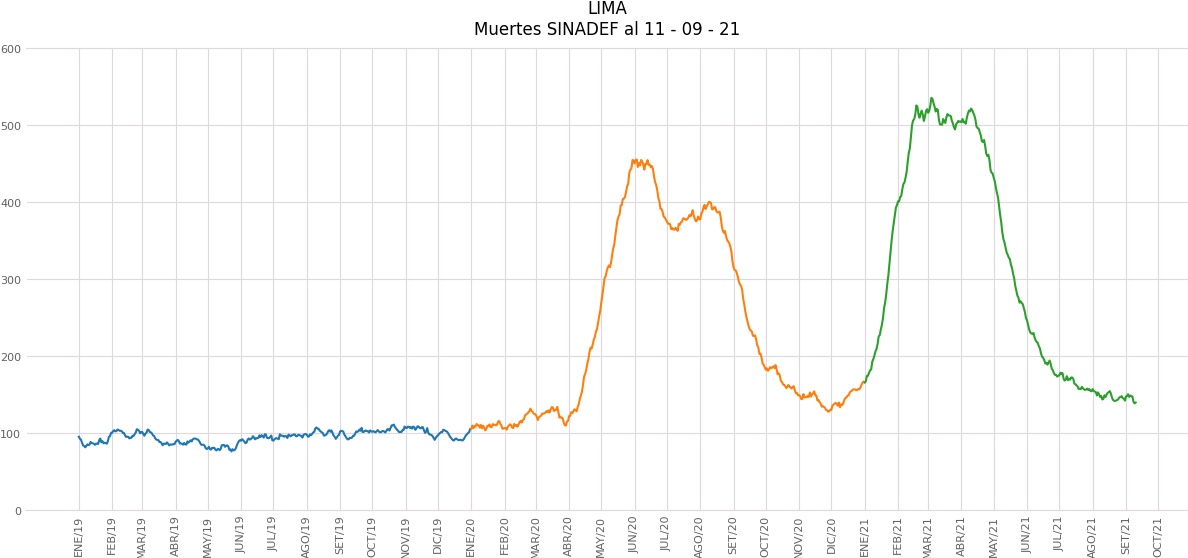 LIMA
Muertes SINADEF al 11 - 09 - 21
600
500
400
300
200
100
0
ENE/19
FEB/19
MAR/19
ABR/19
MAY/19
JUN/19
JUL/19
AGO/19
SET/19
OCT/19
NOV/19
DIC/19
ENE/20
FEB/20
MAR/20
ABR/20
MAY/20
JUN/20
JUL/20
AGO/20
SET/20
OCT/20
NOV/20
DIC/20
ENE/21
FEB/21
MAR/21
ABR/21
MAY/21
JUN/21
JUL/21
AGO/21
SET/21
OCT/21